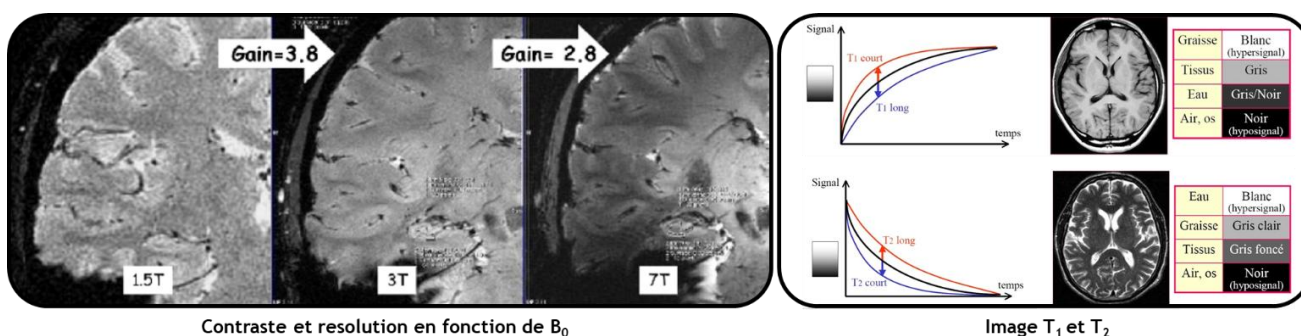 Gain=3.8
Gain= 2.8
1.5T
3T
7T
Contraste et resolution en fonction de B₀
Signal
T1 court
T1 long
temps
Graisse Blanc
(hypersignal)
Tissus Gris
Eau Gris/Noir
Air, os Noir
(hyposignal)
Signal
T2 long
T2 court
temps
Eau Blanc
(hypersignal)
Graisse Gris clair
Tissus Gris foncé
Air, os Noir
(hyposignal)
Image T₁ et T₂